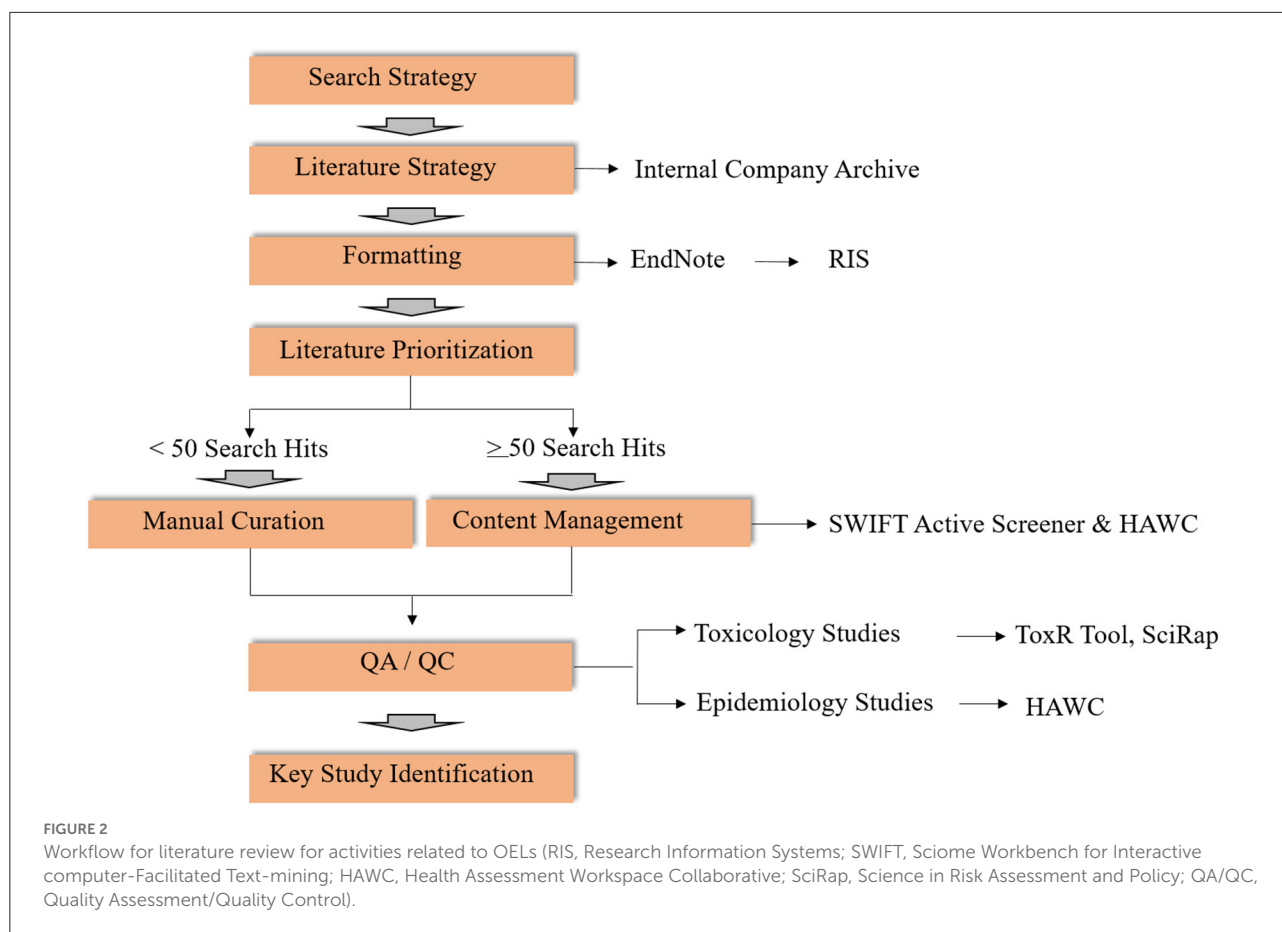 Search Strategy
Literature Strategy
Internal Company Archive
Formatting
EndNote
RIS
Literature Prioritization
< 50 Search Hits
≥50 Search Hits
Manual Curation
Content Management
SWIFT Active Screener & HAWC
QA / QC
Toxicology Studies
ToxR Tool, SciRap
Epidemiology Studies
HAWC
Key Study Identification
FIGURE 2
Workflow for literature review for activities related to OELs (RIS, Research Information Systems; SWIFT, Sciome Workbench for Interactive
computer-Facilitated Text-mining; HAWC, Health Assessment Workspace Collaborative; SciRap, Science in Risk Assessment and Policy; QA/QC,
Quality Assessment/Quality Control).